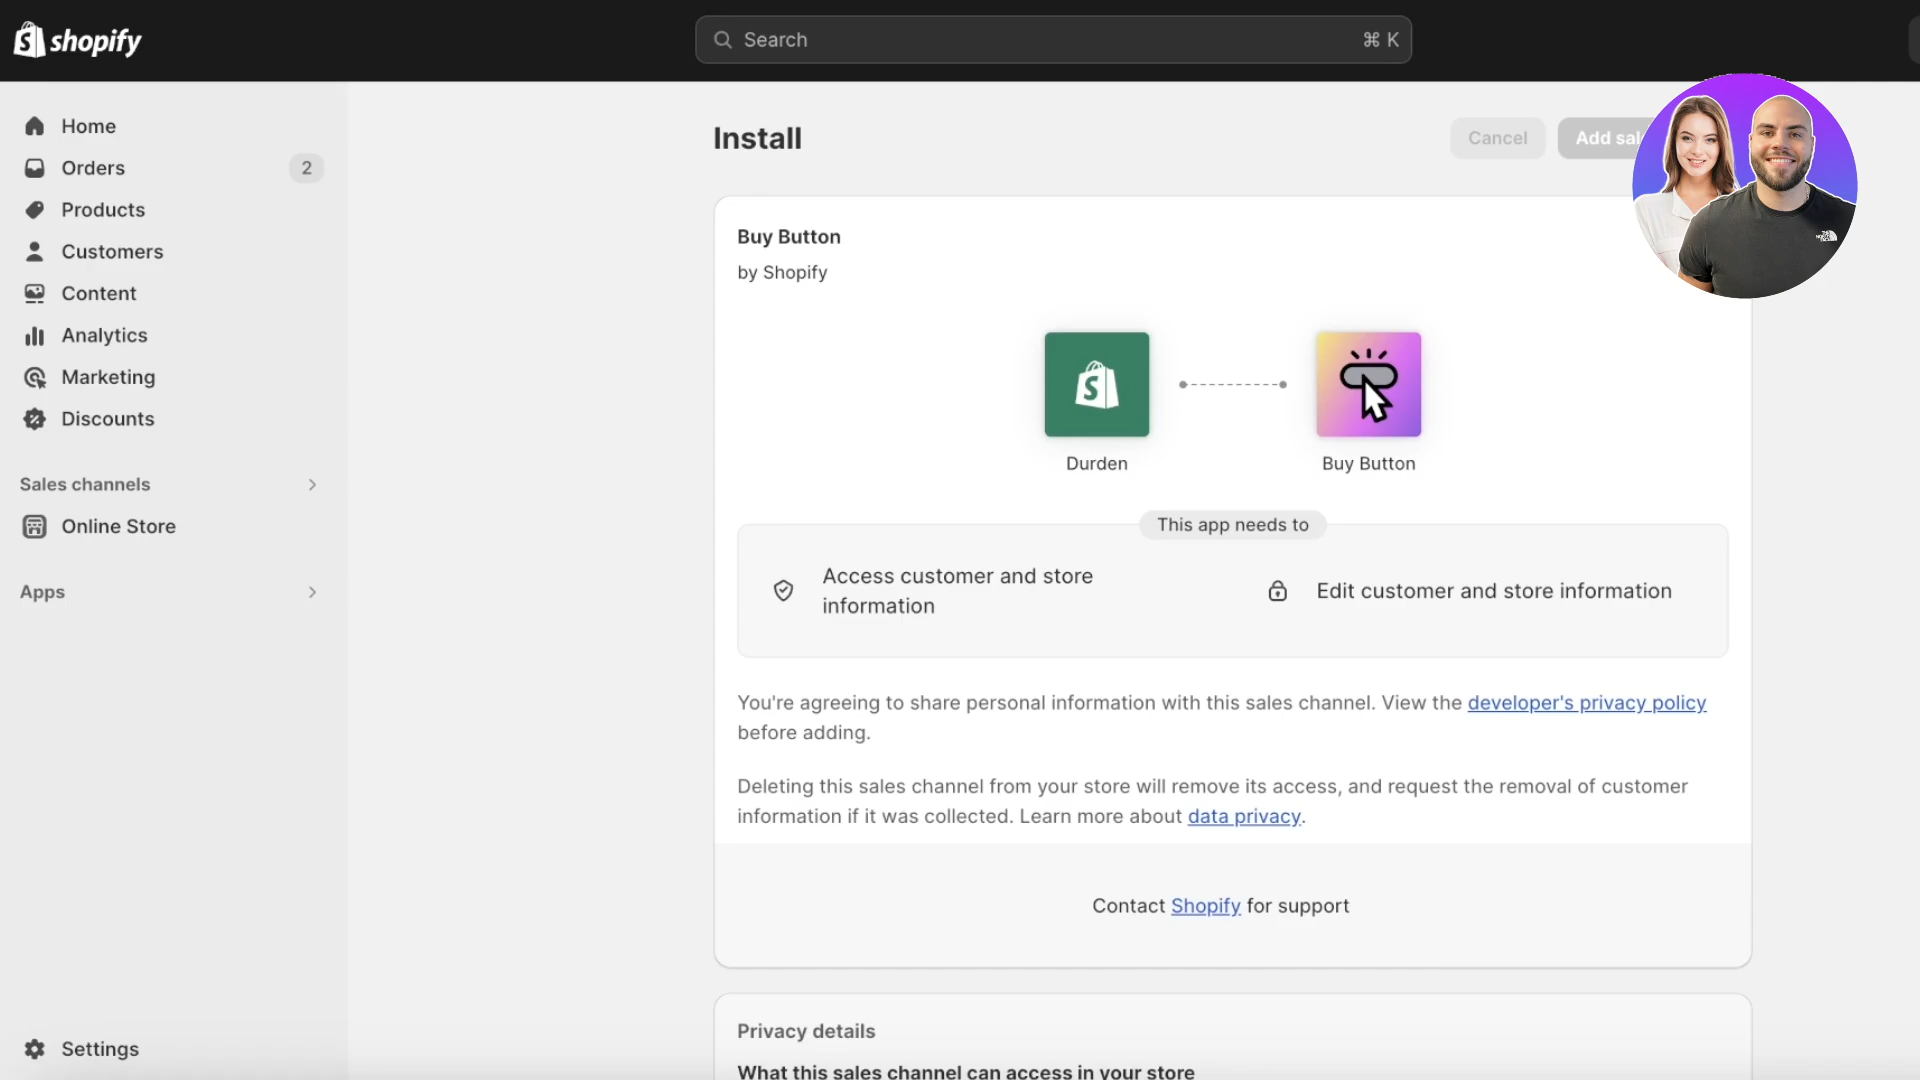 shopify
Search
⌘ K
Home
Orders
2
Products
Customers
Content
Analytics
Marketing
Discounts
Sales channels
Online Store
Apps
Settings
Install
Cancel
Add sal
Buy Button
by Shopify
Durden
Buy Button
This app needs to
Access customer and store
information
Edit customer and store information
You're agreeing to share personal information with this sales channel. View the developer's privacy policy
before adding.
Deleting this sales channel from your store will remove its access, and request the removal of customer
information if it was collected. Learn more about data privacy.
Contact Shopify for support
Privacy details
What this sales channel can access in your store